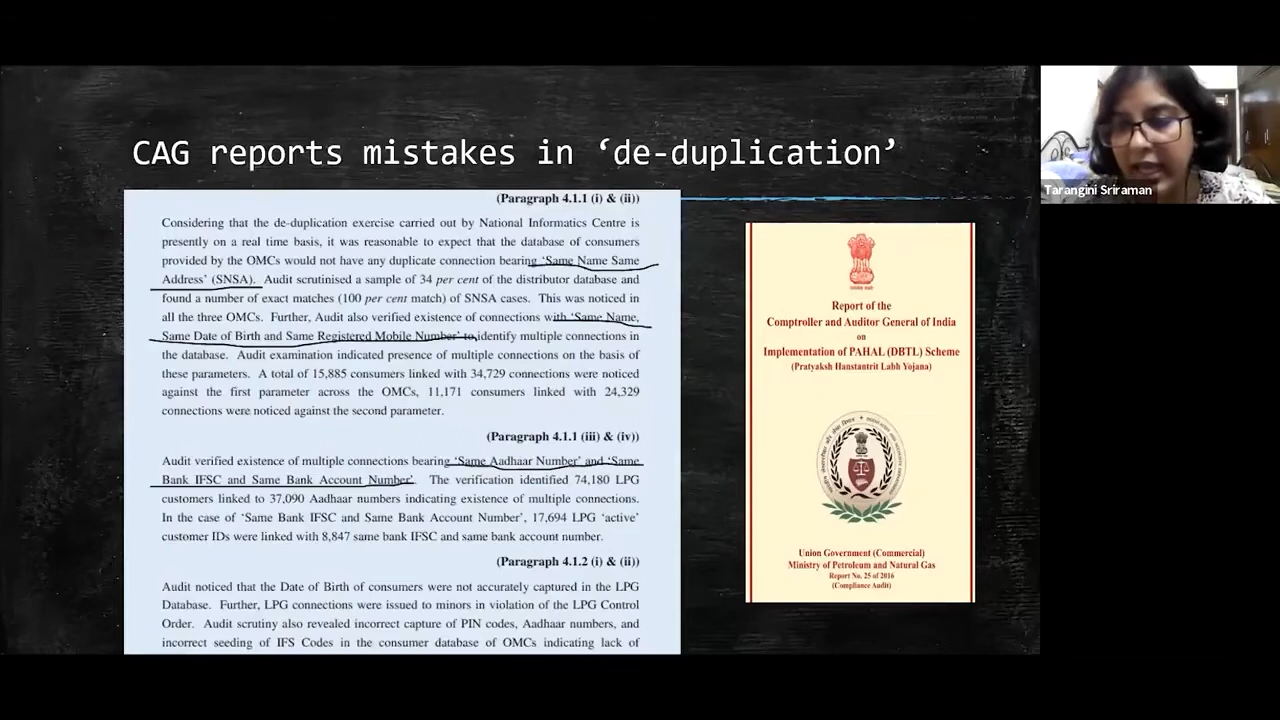 CAG reports mistakes in ‘de-duplication’
(Paragraph 4.1.1 (i) & (ii))
Considering that the de-duplication exercise carried out by National Informatics Centre is
presently on a real time basis, it was reasonable to expect that the database of consumers
provided by the OMCs would not have any duplicate connection bearing ‘Same Name Same
Address’ (SNSA). Audit scrutinised a sample of 34 per cent of the distributor database and
found a number of exact matches (100 per cent match) of SNSA cases. This was noticed in
all the three OMCs. Further, Audit also verified existence of connections with ‘Same Name,
Same Date of Birth and Same Registered Mobile Number’ to identify multiple connections in
the database. Audit examination indicated presence of multiple connections on the basis of
these parameters. A total of 15,885 consumers linked with 34,729 connections were noticed
against the first parameter across the OMCs, 11,171 consumers linked with 24,329
connections were noticed against the second parameter.
(Paragraph 4.1.1 (iii) & (iv))
Audit verified existence of multiple connections bearing ‘Same Aadhaar Number’ and ‘Same
Bank IFSC and Same Bank Account Number’. The verification identified 74,180 LPG
customers linked to 37,090 Aadhaar numbers indicating existence of multiple connections.
In the case of ‘Same Bank IFSC and Same Bank Account Number’, 17,694 LPG ‘active’
customer IDs were linked with 8,847 same bank IFSC and same bank account number.
(Paragraph 4.1.2 (i) & (ii))
Audit noticed that the Date of Birth of consumers were not accurately captured in the LPG
Database. Further, LPG connections were issued to minors in violation of the LPG Control
Order. Audit scrutiny also revealed incorrect capture of PIN codes, Aadhaar numbers, and
incorrect seeding of IFS Codes in the consumer database of OMCs indicating lack of
Report of the
Comptroller and Auditor General of India
on
Implementation of PAHAL (DBTL) Scheme
(Pratyaksh Hanstantrit Labh Yojana)
Union Government (Commercial)
Ministry of Petroleum and Natural Gas
Report No. 25 of 2016
(Compliance Audit)
Tarangini Sriraman